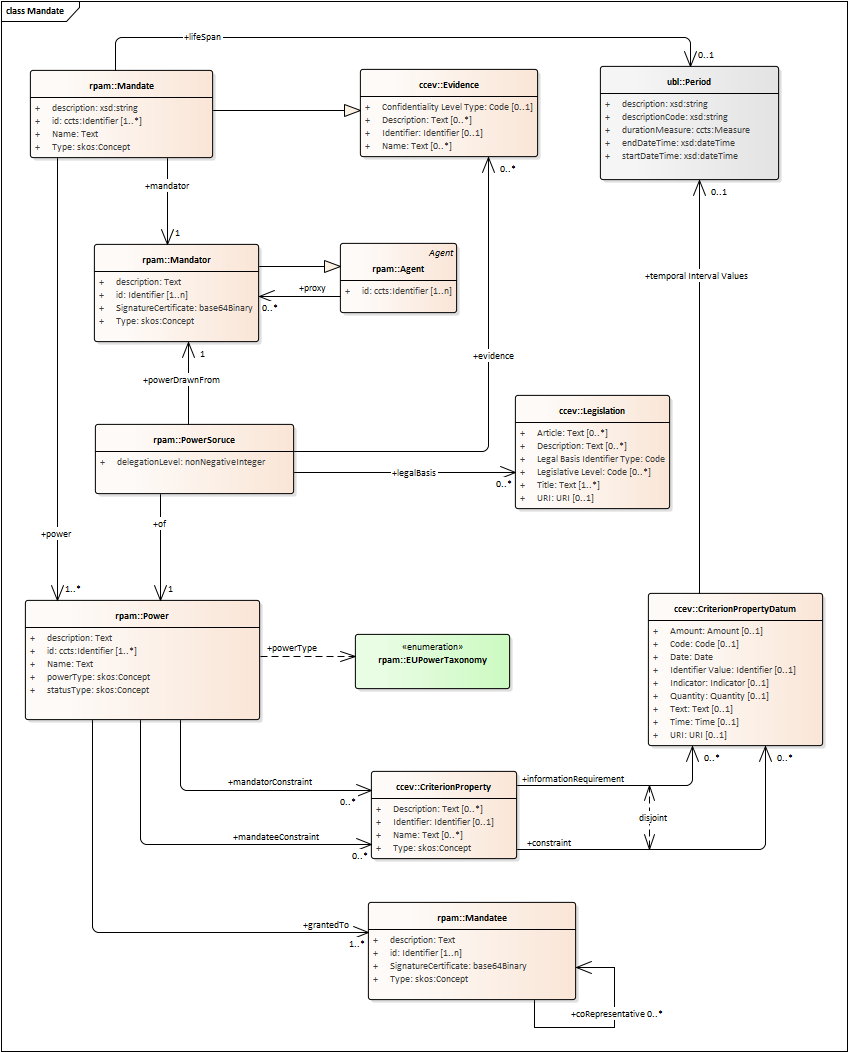 class Mandate
+lifeSpan
0..1
rpam::Mandate
+ description: xsd:string
+ id: ccts:Identifier [1..*]
+ Name: Text
+ Type: skos:Concept
ccev::Evidence
+ Confidentiality Level Type: Code [0..1]
+ Description: Text [0..*]
+ Identifier: Identifier [0..1]
+ Name: Text [0..*]
ubl::Period
+ description: xsd:string
+ descriptionCode: xsd:string
+ durationMeasure: ccts:Measure
+ endDateTime: xsd:dateTime
+ startDateTime: xsd:dateTime
0..*
+mandator
0..1
1
rpam::Mandator
+ description: Text
+ id: Identifier [1..n]
+ SignatureCertificate: base64Binary
+ Type: skos:Concept
Agent
rpam::Agent
+ id: ccts:Identifier [1..n]
+proxy
0..*
+temporal Interval Values
1
+powerDrawnFrom
+evidence
rpam::PowerSoruce
+ delegationLevel: nonNegativeInteger
ccev::Legislation
+ Article: Text [0..*]
+ Description: Text [0..*]
+ Legal Basis Identifier Type: Code
+ Legislative Level: Code [0..*]
+ Title: Text [1..*]
+ URI: URI [0..1]
+legalBasis
0..*
+of
+power
1..*
1
rpam::Power
+ description: Text
+ id: ccts:Identifier [1..*]
+ Name: Text
+ powerType: skos:Concept
+ statusType: skos:Concept
+powerType
«enumeration»
rpam::EUPowerTaxonomy
ccev::CriterionPropertyDatum
+ Amount: Amount [0..1]
+ Code: Code [0..1]
+ Date: Date
+ Identifier Value: Identifier [0..1]
+ Indicator: Indicator [0..1]
+ Quantity: Quantity [0..1]
+ Text: Text [0..1]
+ Time: Time [0..1]
+ URI: URI [0..1]
0..*
0..*
+mandatorConstraint
0..*
+mandateeConstraint
0..*
ccev::CriterionProperty
+ Description: Text [0..*]
+ Identifier: Identifier [0..1]
+ Name: Text [0..*]
+ Type: skos:Concept
+informationRequirement
disjoint
+constraint
+grantedTo
1..*
rpam::Mandatee
+ description: Text
+ id: Identifier [1..n]
+ SignatureCertificate: base64Binary
+ Type: skos:Concept
+coRepresentative 0..*